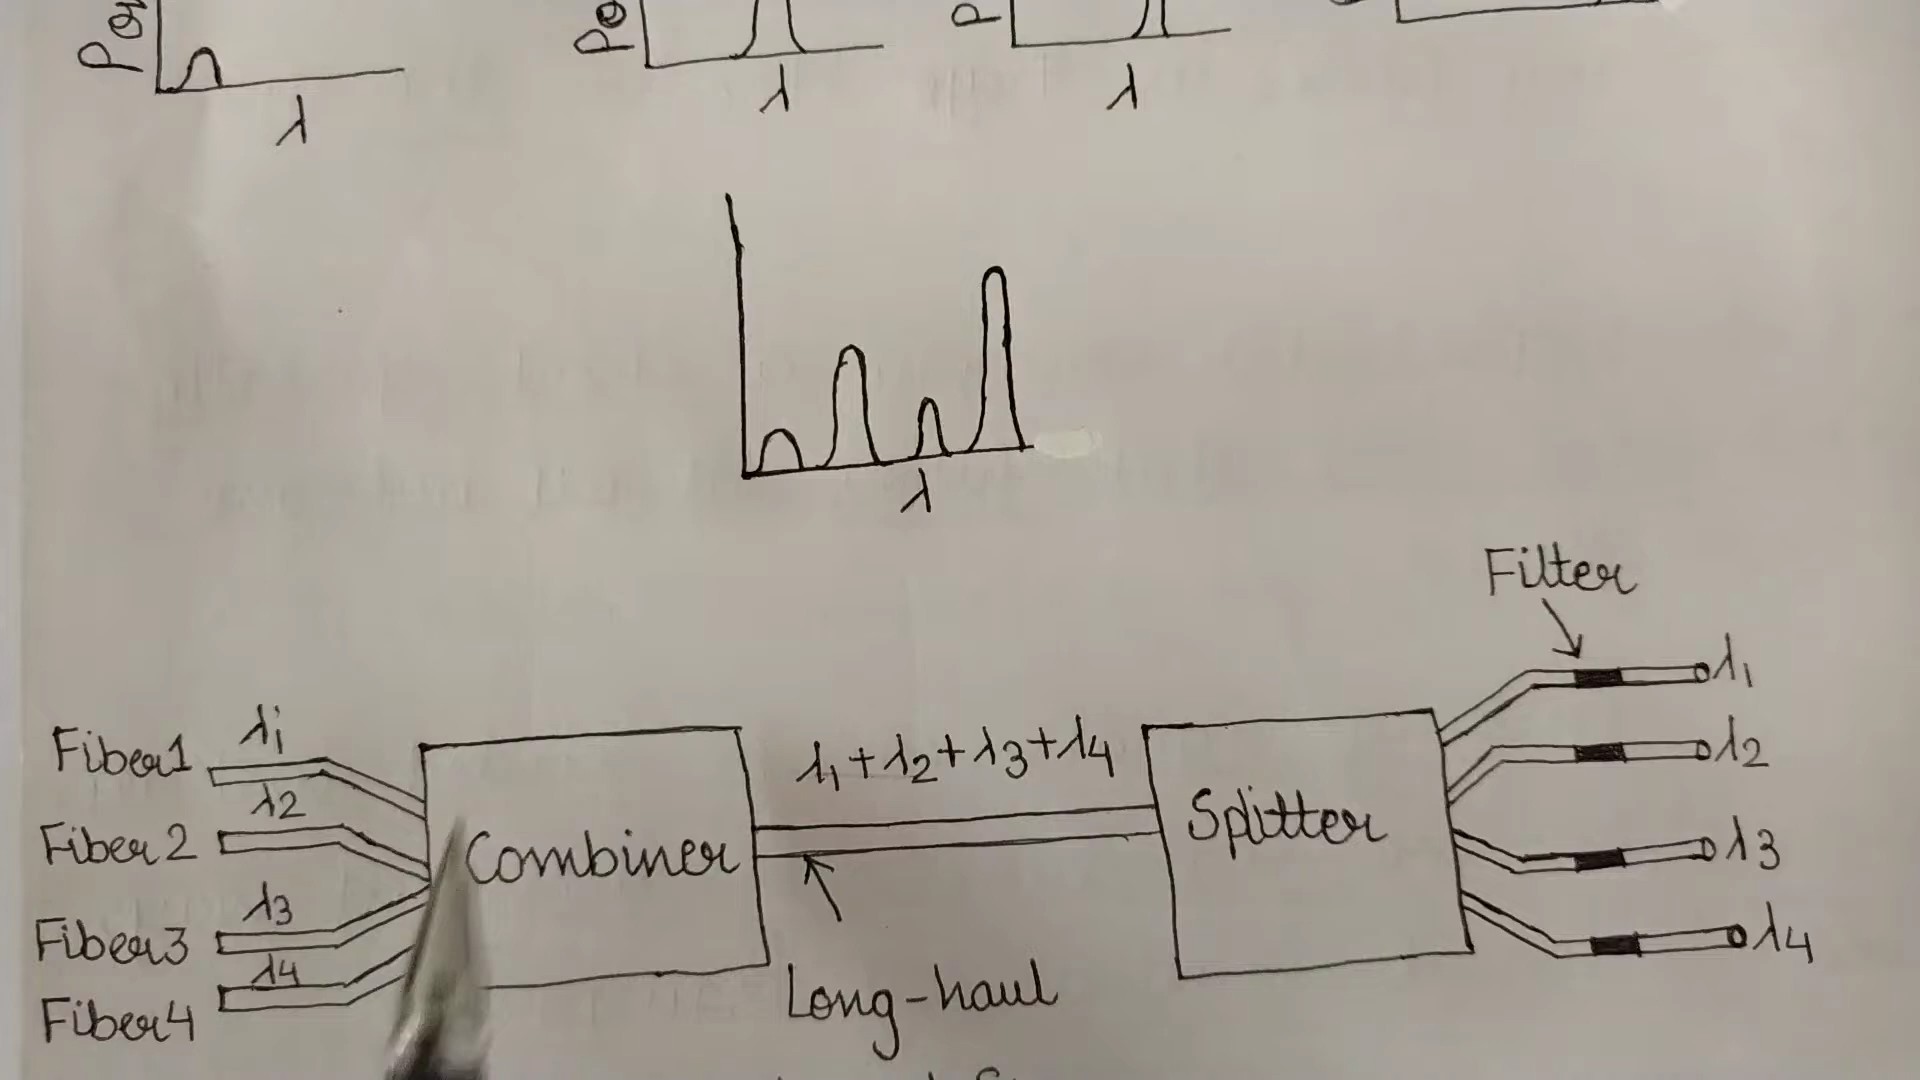 λ
λ
λ
λ
Filter
Fiber1 λ1
Fiber2 λ2
Fiber3 λ3
Fiber4 λ4
Combiner
λ1+λ2+λ3+λ4
Long-haul
Splitter
λ1
λ2
λ3
λ4